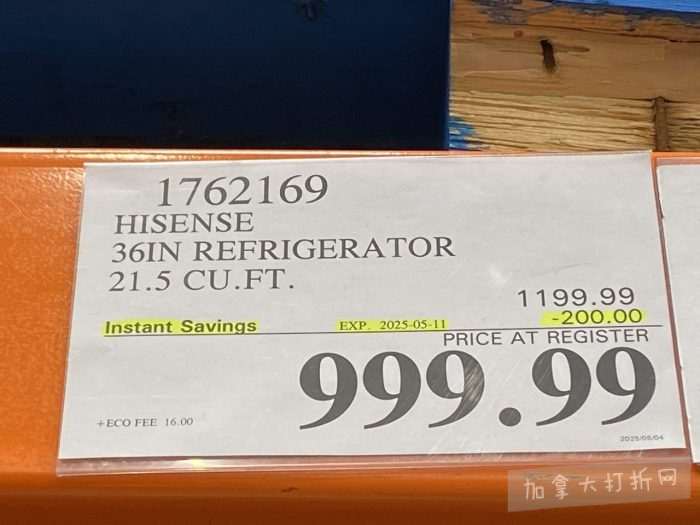 1762169
HISENSE
36IN REFRIGERATOR
21.5 CU.FT.
1199.99
Instant Savings EXP. 2025-05-11 -200.00
PRICE AT REGISTER
999.99
+ECO FEE 16.00
2025/05/04
加拿大打折网